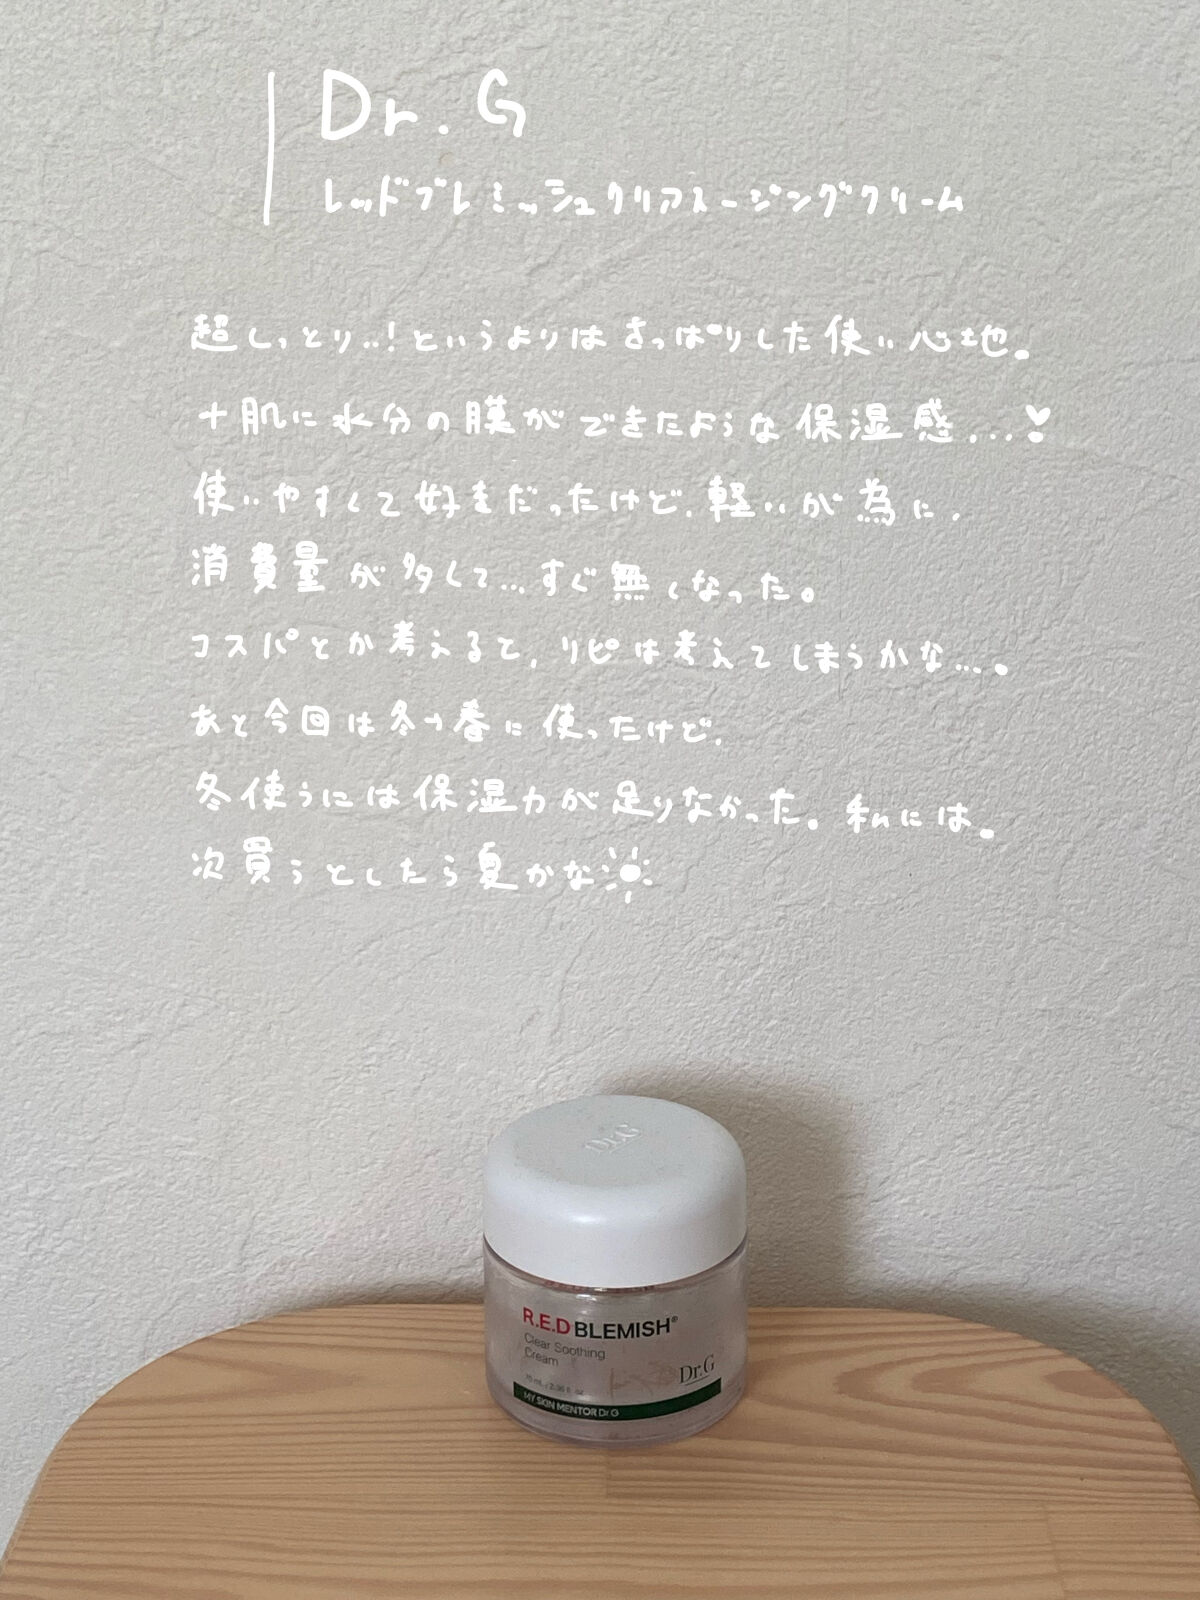 Dr. G
レッドブレミッシュクリアスージングクリーム
超しっとり..!というよりはさっぱりした使い心地。
+肌に水分の膜ができたような保湿感...
使いやすくて好きだったけど、軽いが為に、
消費量が多くて...すぐ無くなった。
コスパとか考えると、リピは考えてしまうかな...。
あと今回は冬→春に使ったけど、
冬使うには保湿力が足りなかった。私には。
次買うとしたら夏かな
Dr.G
R.E.D BLEMISH®
Clear Soothing
Cream
70 mL / 2.36 fl. oz
Dr.G
MY SKIN MENTOR Dr.G